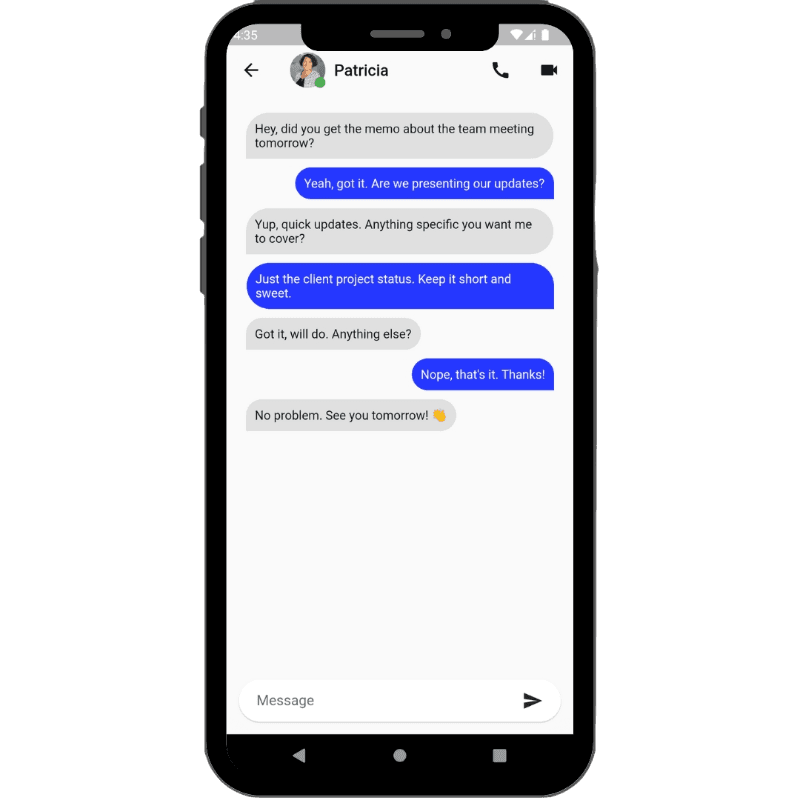 4:35
Patricia
Hey, did you get the memo about the team meeting
tomorrow?
Yeah, got it. Are we presenting our updates?
Yup, quick updates. Anything specific you want me
to cover?
Just the client project status. Keep it short and
sweet.
Got it, will do. Anything else?
Nope, that's it. Thanks!
No problem. See you tomorrow! 👋
Message